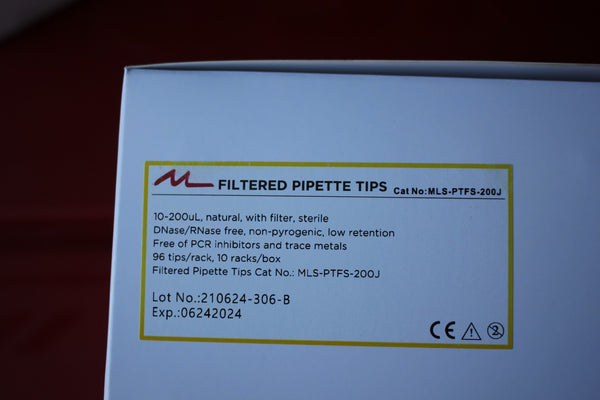 FILTERED PIPETTE TIPS Cat No:MLS-PTFS-200J
10-200uL, natural, with filter, sterile
DNase/RNase free, non-pyrogenic, low retention
Free of PCR inhibitors and trace metals
96 tips/rack, 10 racks/box
Filtered Pipette Tips Cat No.: MLS-PTFS-200J
Lot No.:210624-306-B
Exp.:06242024
CE 2